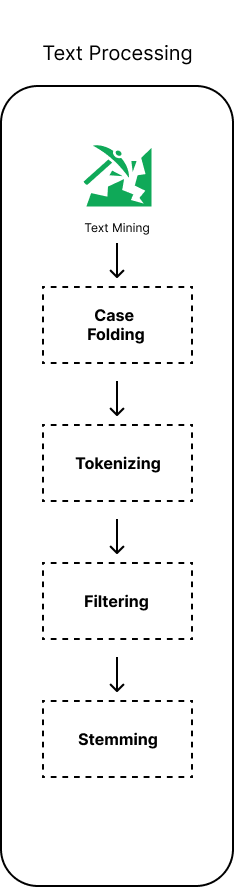 Text Processing
Text Mining
Case
Folding
Tokenizing
Filtering
Stemming